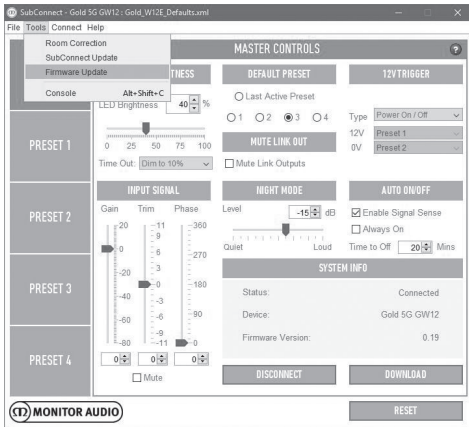 SubConnect - Gold 5G GW12 : Gold_W12E_Defaults.xml
File Tools Connect Help
Room Correction
SubConnect Update
Firmware Update
Console Alt+Shift+C
MASTER CONTROLS
?
TNESS
LED Brightness 40 %
0 25 50 75 100
Time Out: Dim to 10%
DEFAULT PRESET
Last Active Preset
1 2 3 4
MUTE LINK OUT
Mute Link Outputs
12V TRIGGER
Type Power On / Off
12V Preset 1
0V Preset 2
PRESET 1
PRESET 2
PRESET 3
PRESET 4
INPUT SIGNAL
Gain Trim Phase
20 11 360
9
0 6 270
3
-20 0 180
-40 -3
-6 90
-60 -9
-80 -11 0
0 0 0
Mute
NIGHT MODE
Level -15 dB
Quiet Loud
AUTO ON/OFF
Enable Signal Sense
Always On
Time to Off 20 Mins
SYSTEM INFO
Status: Connected
Device: Gold 5G GW12
Firmware Version: 0.19
DISCONNECT DOWNLOAD
MONITOR AUDIO
RESET